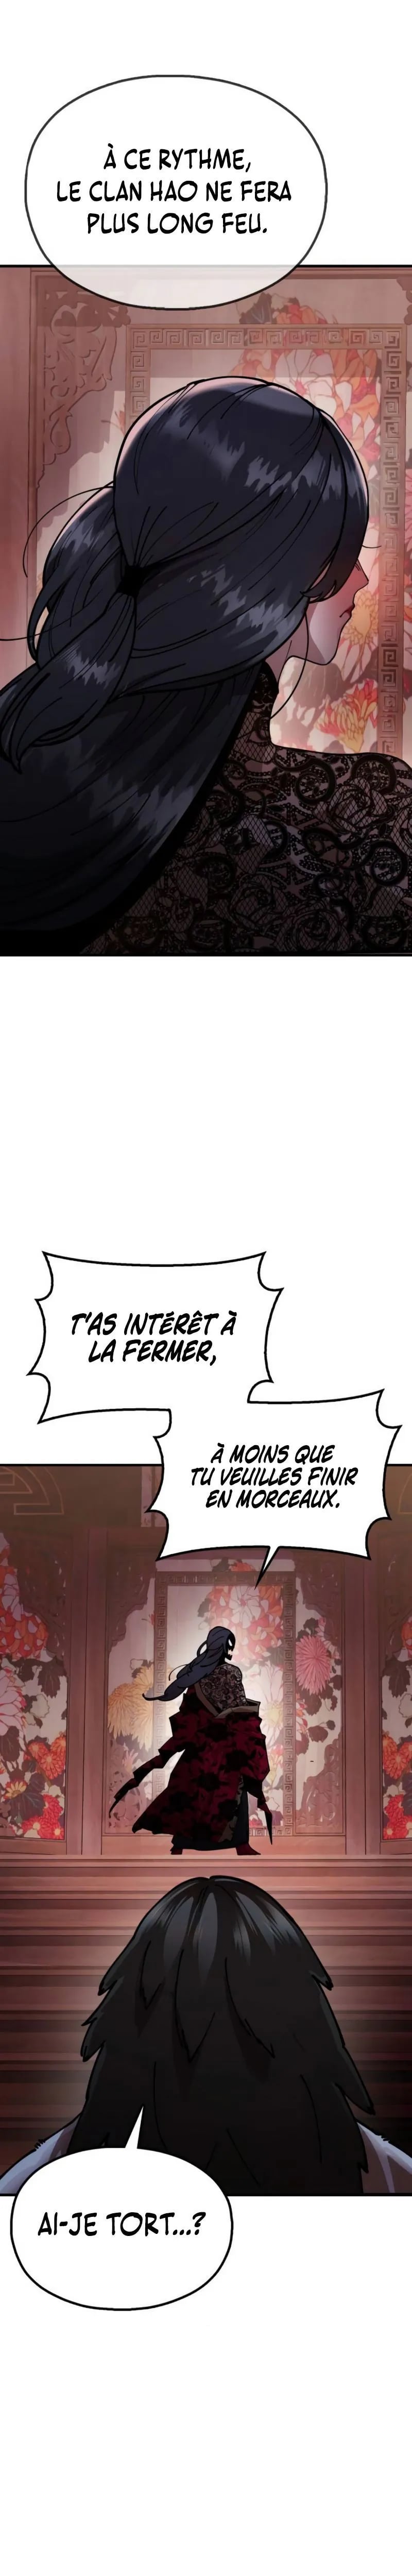 À CE RYTHME,
LE CLAN HAO NE FERA
PLUS LONG FEU.
T'AS INTÉRÊT À
LA FERMER,
À MOINS QUE
TU VEUILLES FINIR
EN MORCEAUX.
AI-JE TORT...?